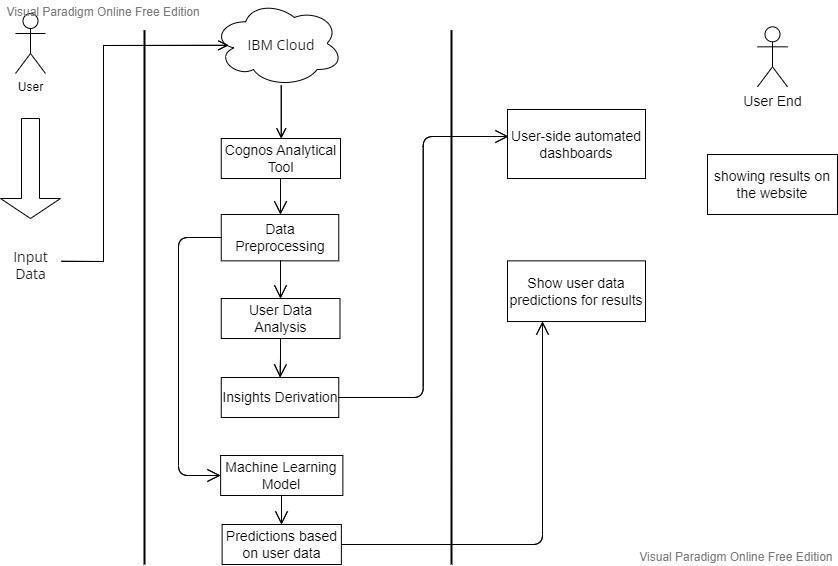 Visual Paradigm Online Free Edition
User
Input
Data
IBM Cloud
Cognos Analytical
Tool
Data
Preprocessing
User Data
Analysis
Insights Derivation
Machine Learning
Model
Predictions based
on user data
User-side automated
dashboards
Show user data
predictions for results
User End
showing results on
the website
Visual Paradigm Online Free Edition